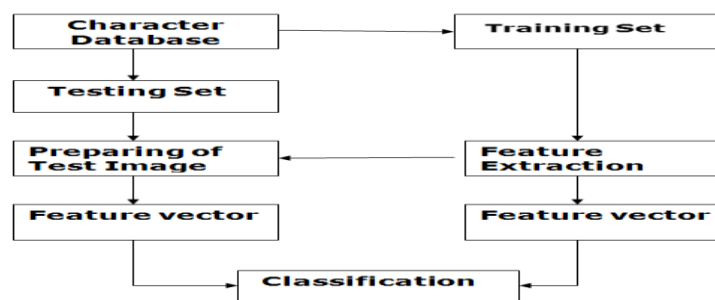 Character
Database
Training Set
Testing Set
Preparing of
Test Image
Feature
Extraction
Feature vector
Feature vector
Classification